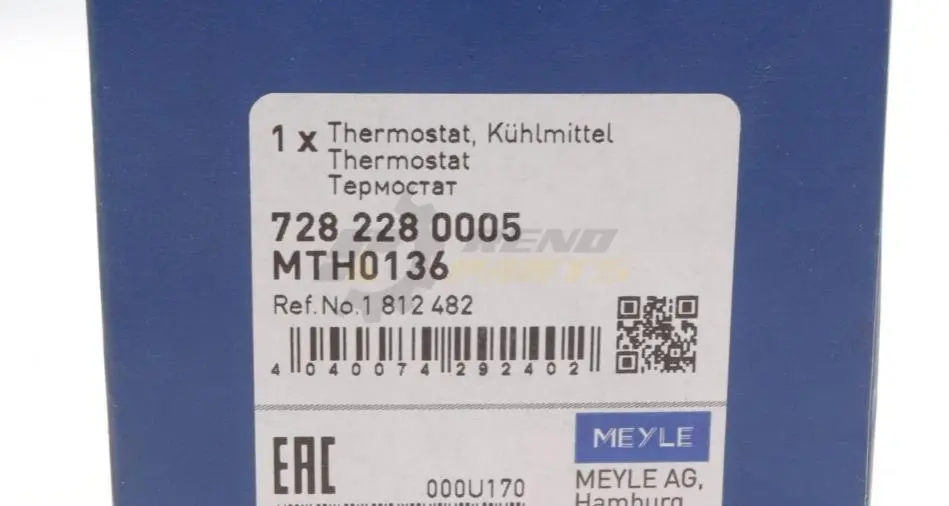 1 x Thermostat, Kühlmittel
Thermostat
Термостат
728 228 0005
MTH0136
Ref.No.1 812 482
4 040074 292402
EAC
000U170
MEYLE
MEYLE AG,
Hamburg